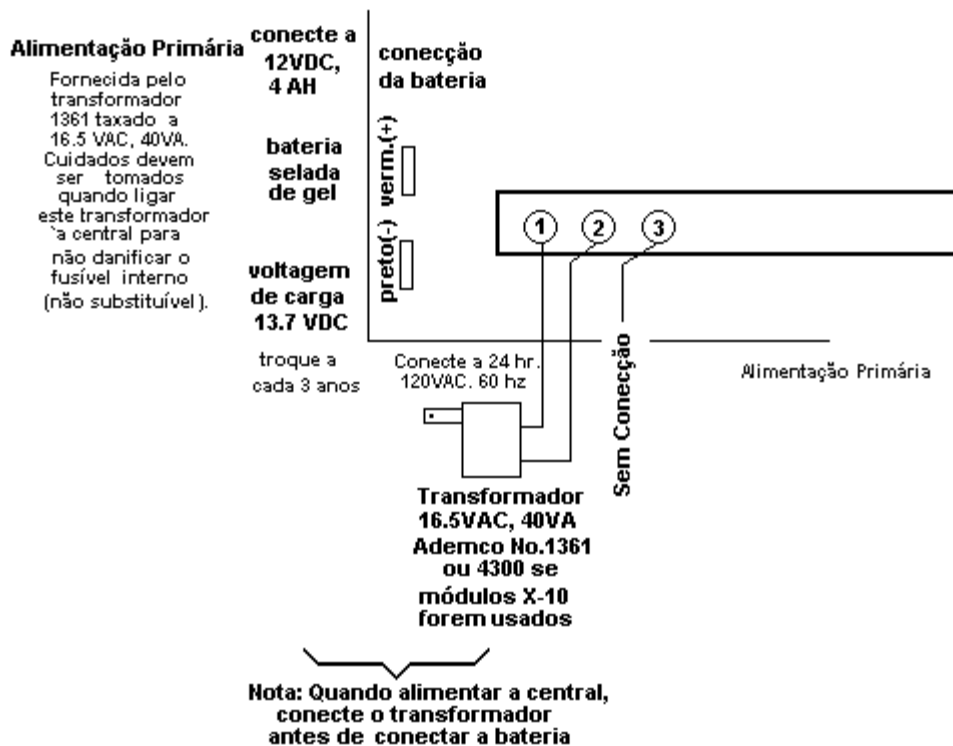 Alimentação Primária
Fornecida pelo
transformador
1361 taxado a
16.5 VAC, 40VA.
Cuidados devem
ser tomados
quando ligar
este transformador
`a central para
não danificar o
fusível interno
(não substituível).
conecte a
12VDC,
4 AH
bateria
selada
de gel
voltagem
de carga
13.7 VDC
troque a
cada 3 anos
conecção
da bateria
verm.(+)
preto(-)
1 2 3
Conecte a 24 hr.
120VAC. 60 hz
Sem Conecção
Alimentação Primária
Transformador
16.5VAC, 40VA
Ademco No.1361
ou 4300 se
módulos X-10
forem usados
Nota: Quando alimentar a central,
conecte o transformador
antes de conectar a bateria